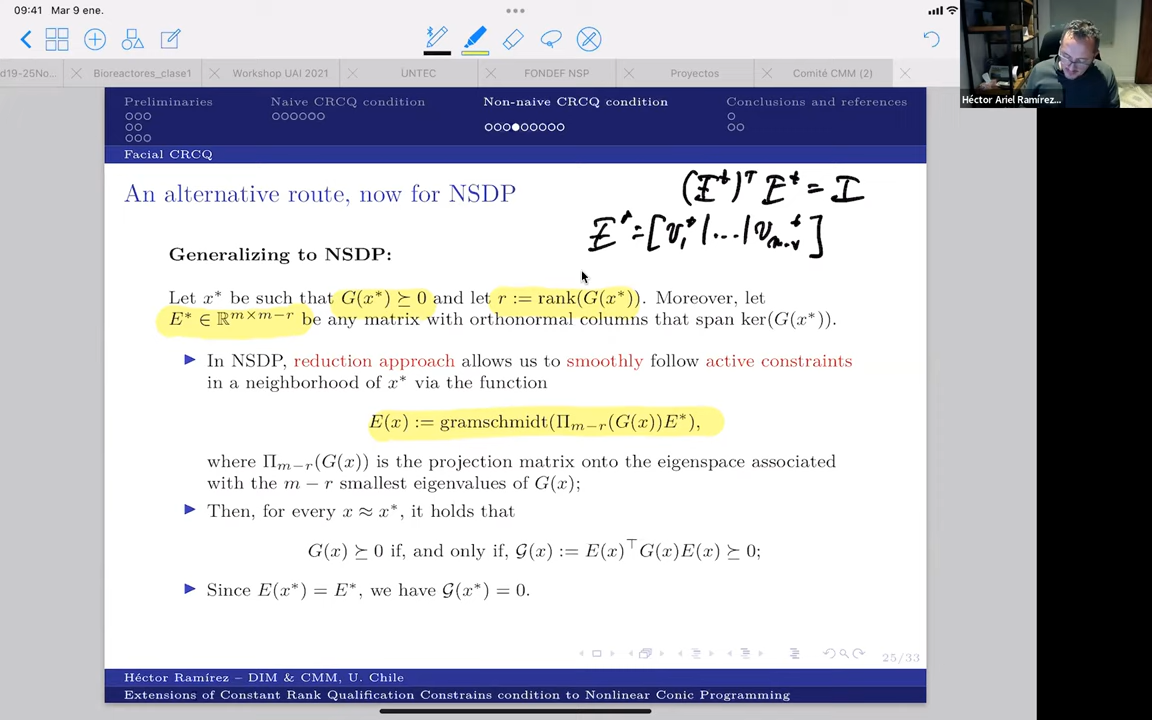 09:41 Mar 9 ene.
d19-25No... Bioreactores_clase1 Workshop UAI 2021 UNTEC FONDEF NSP Proyectos Comité CMM (2)
Héctor Ariel Ramírez...
Preliminaries Naive CRCQ condition Non-naive CRCQ condition Conclusions and references
Facial CRCQ
An alternative route, now for NSDP
(E*)ᵀ E* = I
E* = [v₁* | ... | v*ₘ₋ᵣ]
Generalizing to NSDP:
Let x* be such that G(x*) ⪰ 0 and let r := rank(G(x*)). Moreover, let
E* ∈ ℝ^{m×m−r} be any matrix with orthonormal columns that span ker(G(x*)).
▶ In NSDP, reduction approach allows us to smoothly follow active constraints
in a neighborhood of x* via the function
E(x) := gramschmidt(Π_{m−r}(G(x))E*),
where Π_{m−r}(G(x)) is the projection matrix onto the eigenspace associated
with the m − r smallest eigenvalues of G(x);
▶ Then, for every x ≈ x*, it holds that
G(x) ⪰ 0 if, and only if, 𝒢(x) := E(x)^⊤G(x)E(x) ⪰ 0;
▶ Since E(x*) = E*, we have 𝒢(x*) = 0.
25/33
Héctor Ramírez – DIM & CMM, U. Chile
Extensions of Constant Rank Qualification Constrains condition to Nonlinear Conic Programming